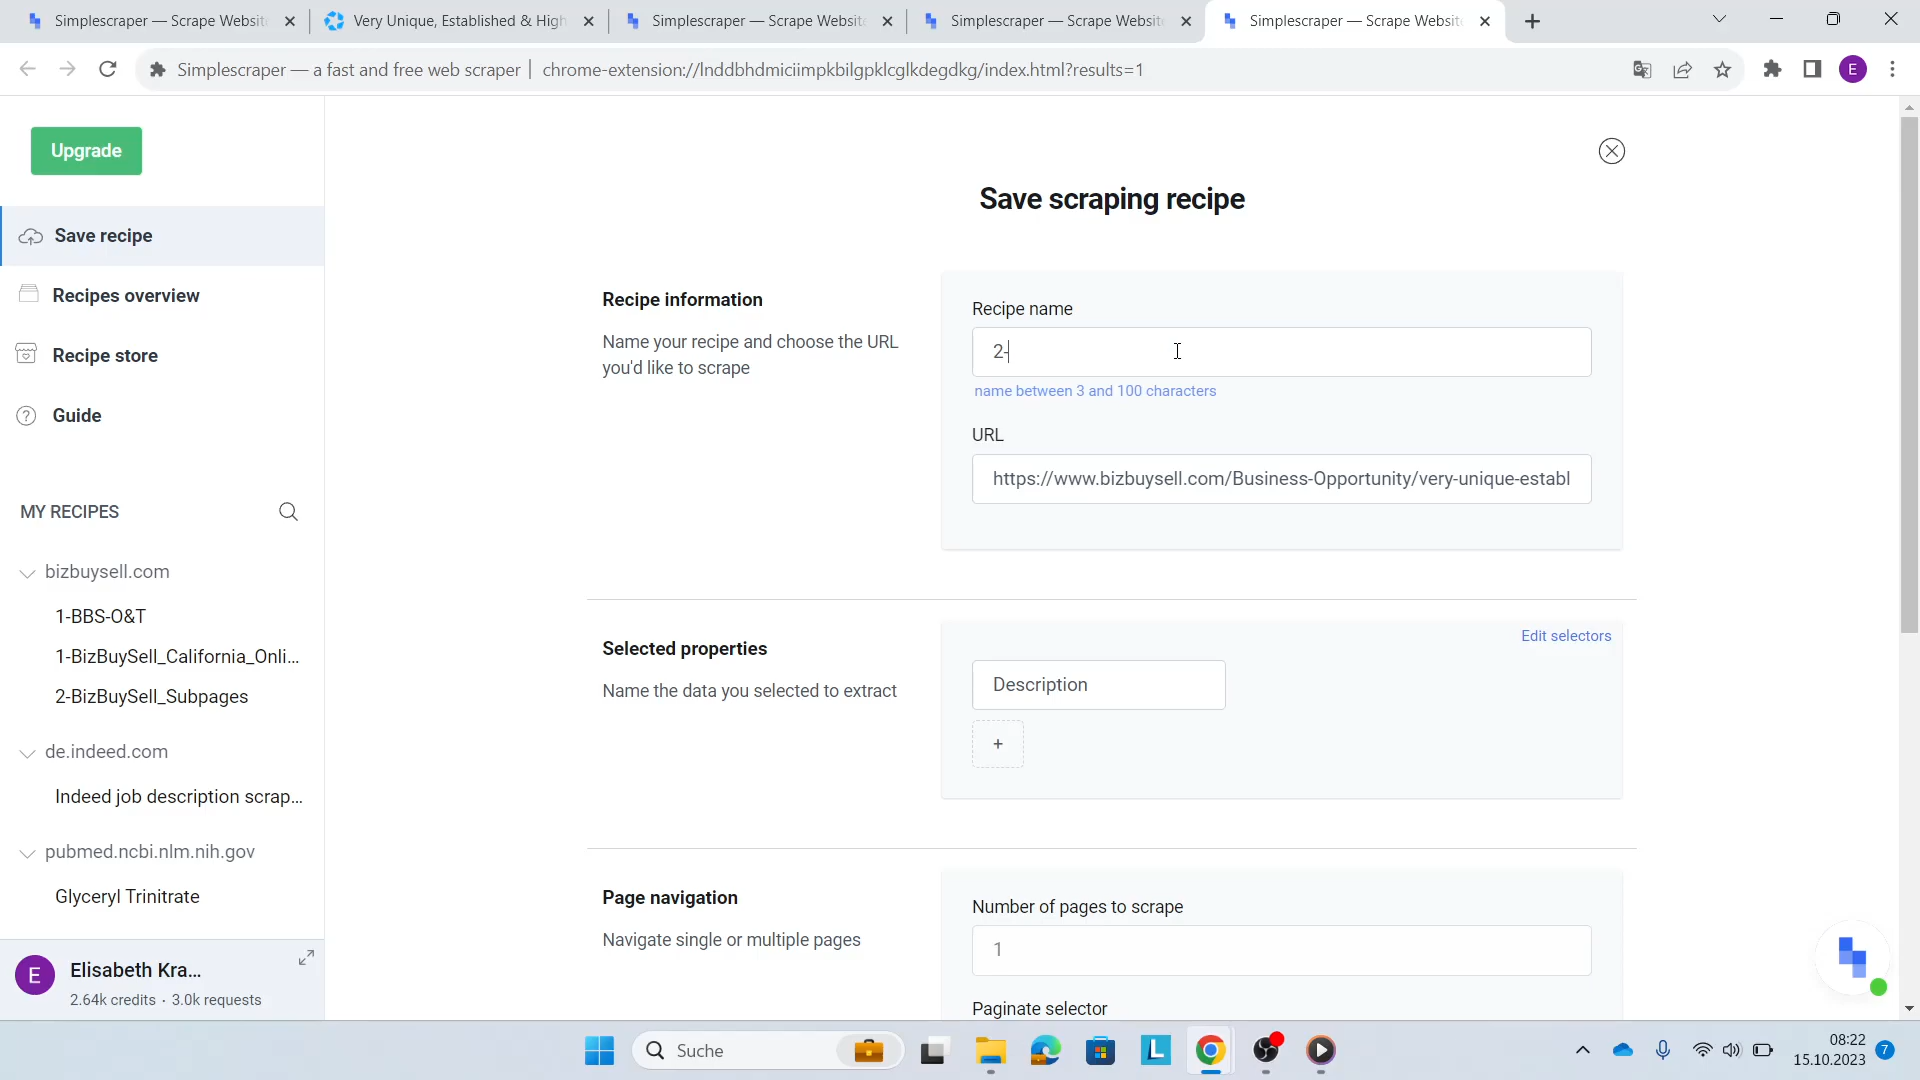 Simplescraper — Scrape Website
Very Unique, Established & High
Simplescraper — Scrape Website
Simplescraper — Scrape Website
Simplescraper — Scrape Website
Simplescraper — a fast and free web scraper
chrome-extension://lnddbhdmiciimpkbilgpklcglkdegdkg/index.html?results=1
E
Upgrade
Save recipe
Recipes overview
Recipe store
Guide
MY RECIPES
bizbuysell.com
1-BBS-O&T
1-BizBuySell_California_Onli...
2-BizBuySell_Subpages
de.indeed.com
Indeed job description scrap...
pubmed.ncbi.nlm.nih.gov
Glyceryl Trinitrate
E
Elisabeth Kra...
2.64k credits · 3.0k requests
Save scraping recipe
Recipe information
Name your recipe and choose the URL
you'd like to scrape
Recipe name
2-
name between 3 and 100 characters
URL
https://www.bizbuysell.com/Business-Opportunity/very-unique-establ
Selected properties
Name the data you selected to extract
Edit selectors
Description
+
Page navigation
Navigate single or multiple pages
Number of pages to scrape
1
Paginate selector
Suche
L
08:22
15.10.2023
7